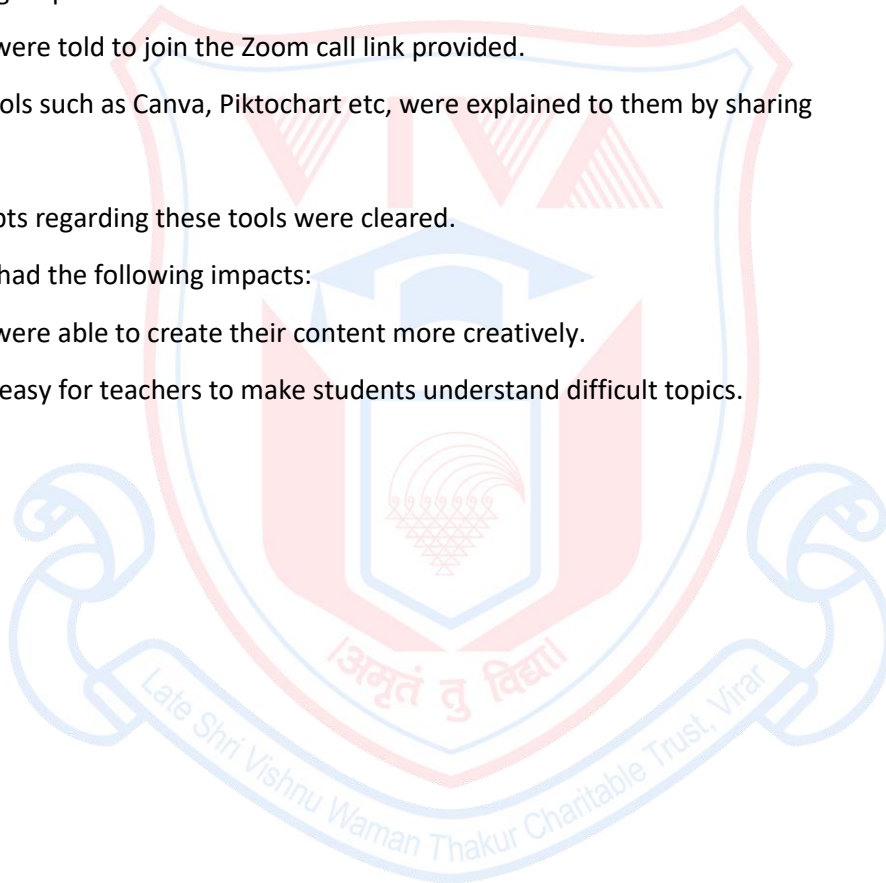 were told to join the Zoom call link provided.
ols such as Canva, Piktochart etc, were explained to them by sharing
ots regarding these tools were cleared.
had the following impacts:
were able to create their content more creatively.
easy for teachers to make students understand difficult topics.
VIVA
।अमृतं तु विद्या।
Late Shri Vishnu Waman Thakur Charitable Trust, Virar